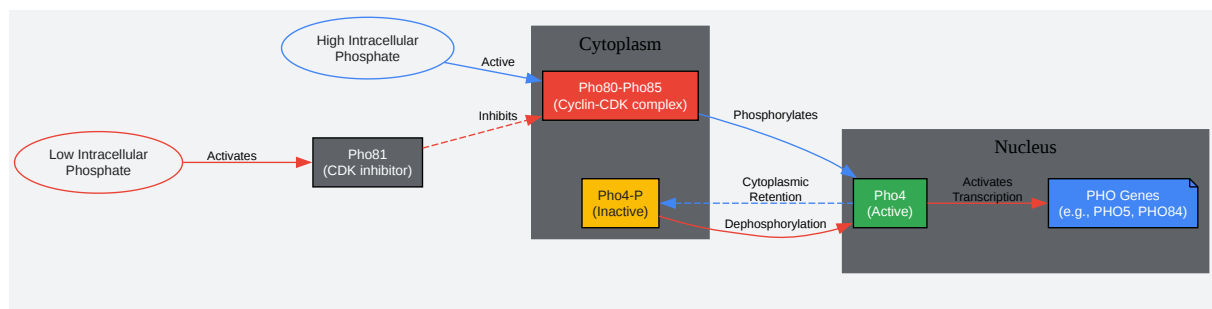 High Intracellular
Phosphate
Active
Cytoplasm
Pho80-Pho85
(Cyclin-CDK complex)
Inhibits
Phosphorylates
Low Intracellular
Phosphate
Activates
Pho81
(CDK inhibitor)
Nucleus
Pho4-P
(Inactive)
Cytoplasmic
Retention
Dephosphorylation
Pho4
(Active)
Activates
Transcription
PHO Genes
(e.g., PHO5, PHO84)